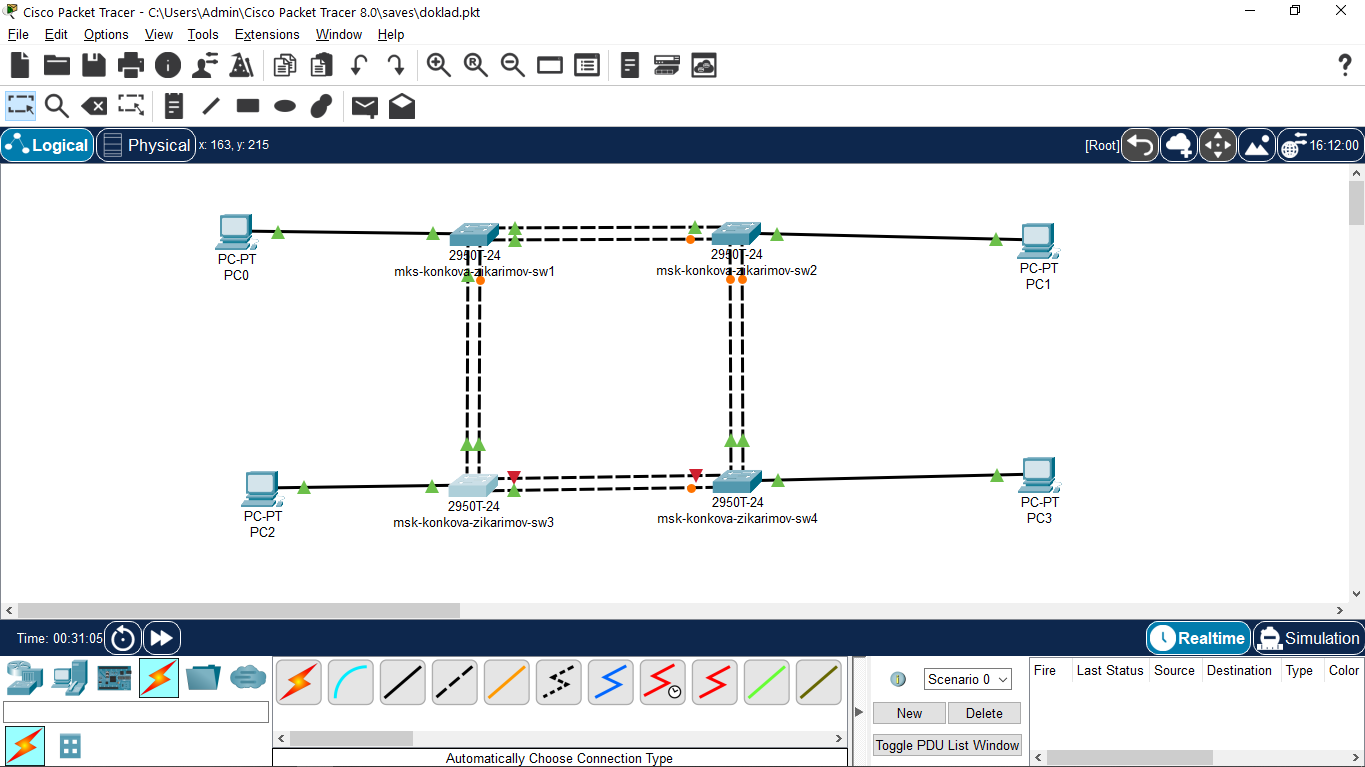 Cisco Packet Tracer - C:\Users\Admin\Cisco Packet Tracer 8.0\saves\doklad.pkt
File Edit Options View Tools Extensions Window Help
Logical Physical x: 163, y: 215 [Root] 16:12:00
PC-PT
PC0
2950T-24
mks-konkova-zikarimov-sw1
2950T-24
msk-konkova-zikarimov-sw2
PC-PT
PC1
PC-PT
PC2
2950T-24
msk-konkova-zikarimov-sw3
2950T-24
msk-konkova-zikarimov-sw4
PC-PT
PC3
Time: 00:31:05 Realtime Simulation
Scenario 0
New Delete
Toggle PDU List Window
Fire Last Status Source Destination Type Color
Automatically Choose Connection Type